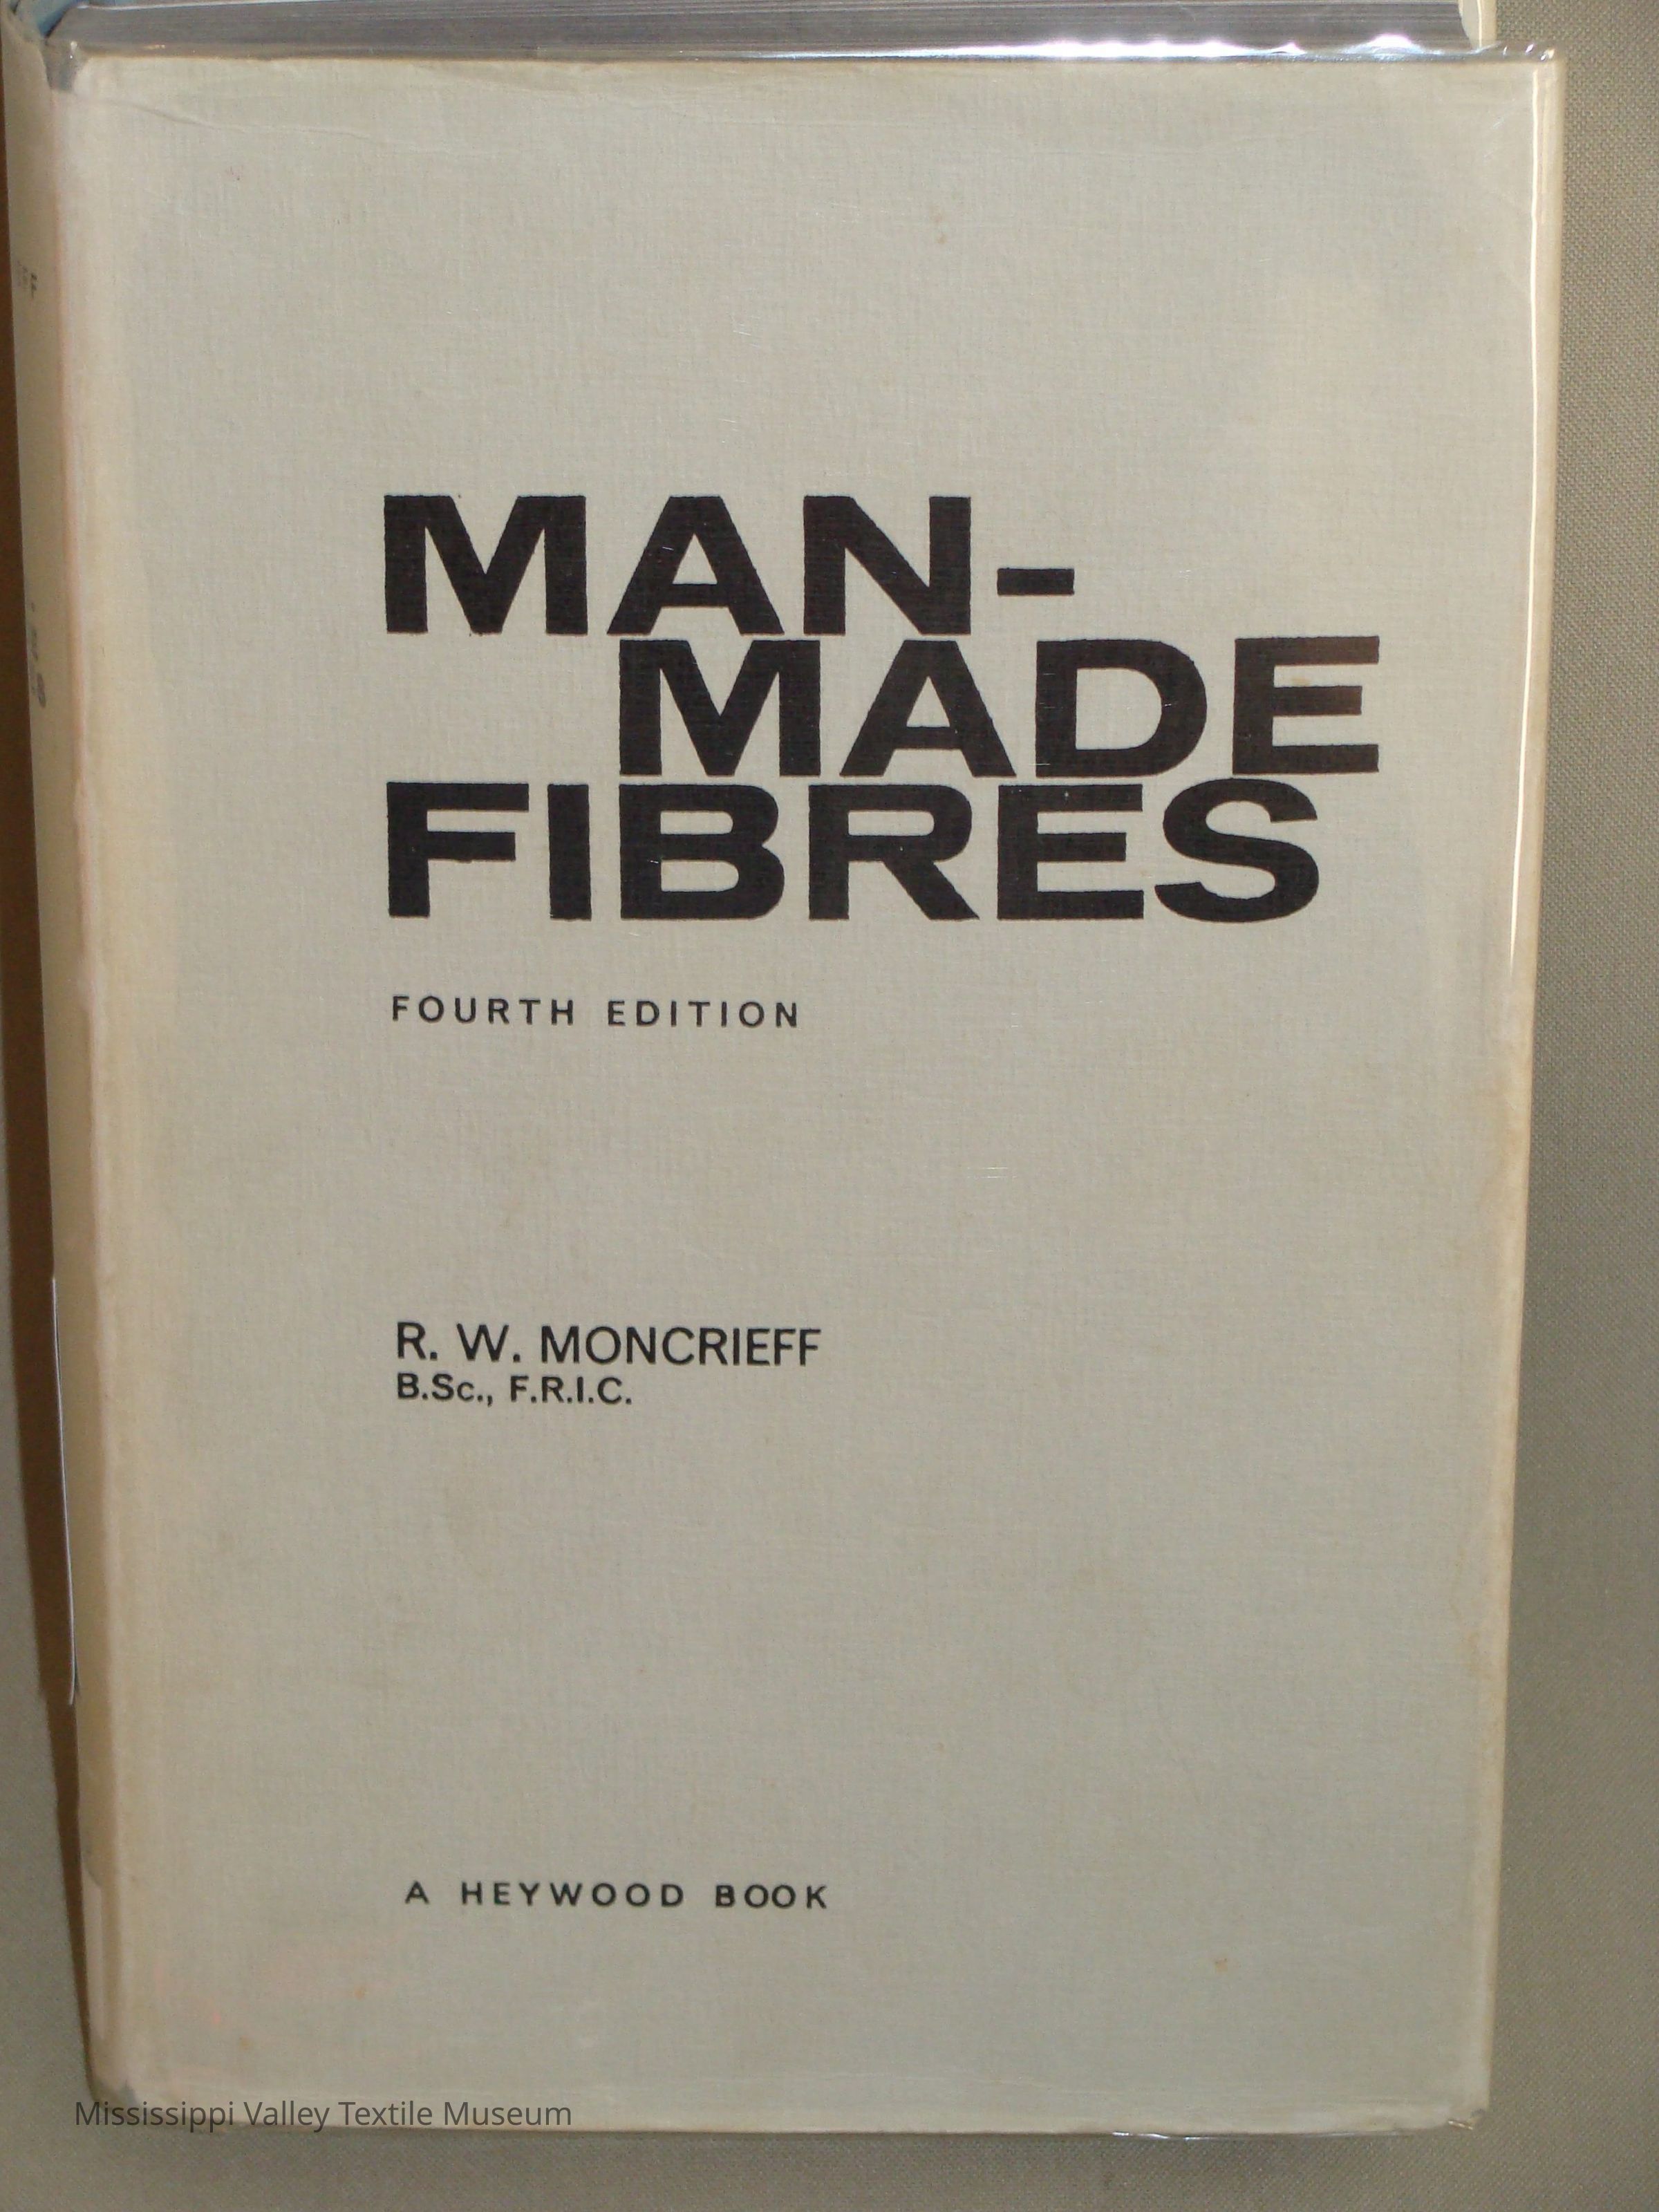 MAN-
MADE
FIBRES
FOURTH EDITION
R. W. MONCRIEFF
B.Sc., F.R.I.C.
A HEYWOOD BOOK
Mississippi Valley Textile Museum